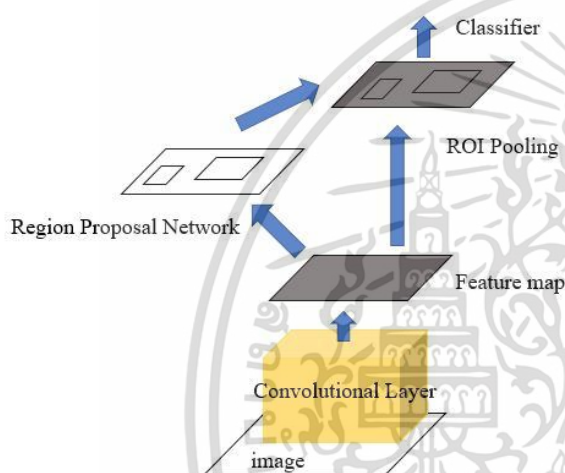 Classifier
ROI Pooling
Region Proposal Network
Feature map
Convolutional Layer
image